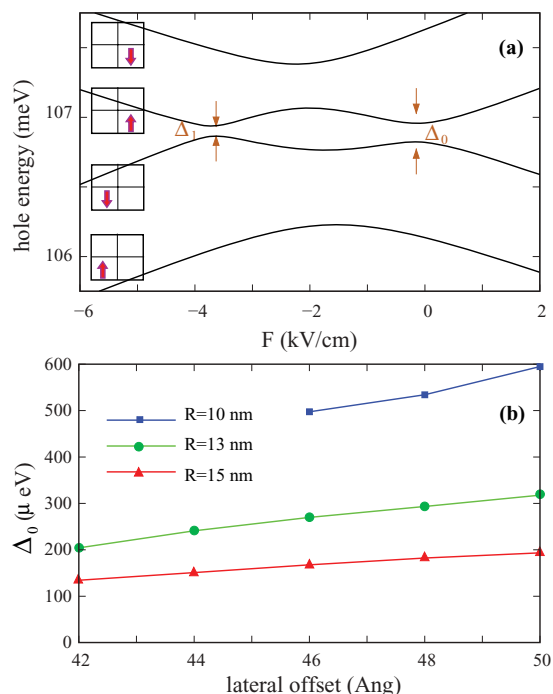 (a)
hole energy (meV)
107
106
Δ1
Δ0
−6
−4
−2
0
2
F (kV/cm)
(b)
R=10 nm
R=13 nm
R=15 nm
Δ0 (μ eV)
600
500
400
300
200
100
0
42
44
46
48
50
lateral offset (Ang)